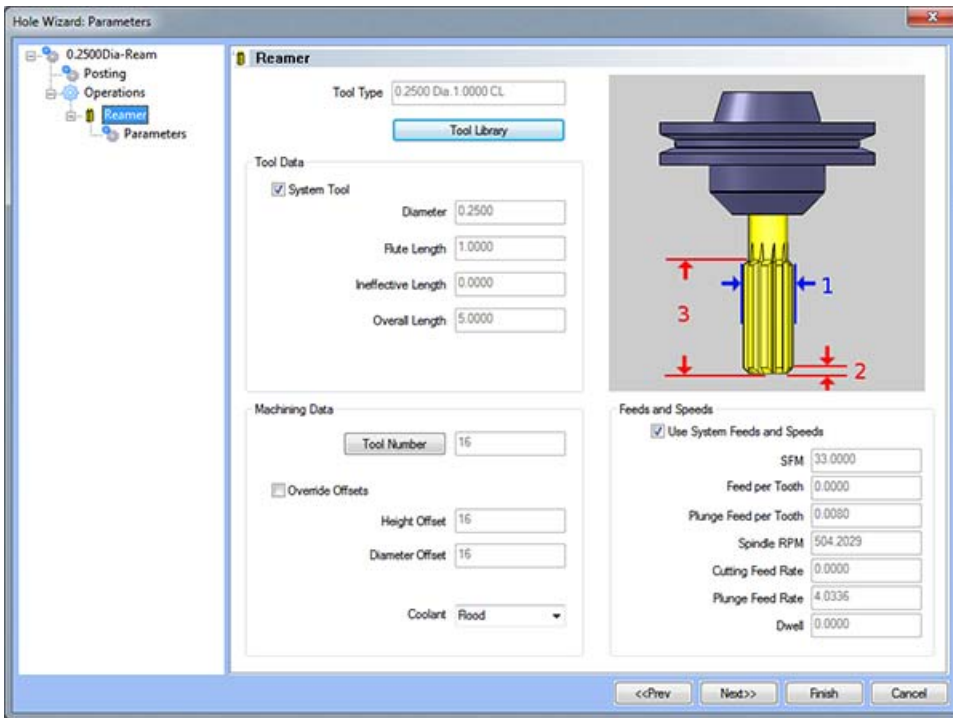 Hole Wizard: Parameters
0.2500Dia-Ream
Posting
Operations
Reamer
Parameters
Reamer
Tool Type 0.2500 Dia.1.0000 CL
Tool Library
Tool Data
System Tool
Diameter 0.2500
Flute Length 1.0000
Ineffective Length 0.0000
Overall Length 5.0000
1
3
2
Machining Data
Tool Number 16
Override Offsets
Height Offset 16
Diameter Offset 16
Coolant Flood
Feeds and Speeds
Use System Feeds and Speeds
SFM 33.0000
Feed per Tooth 0.0000
Plunge Feed per Tooth 0.0080
Spindle RPM 504.2029
Cutting Feed Rate 0.0000
Plunge Feed Rate 4.0336
Dwell 0.0000
<<Prev
Next>>
Finish
Cancel